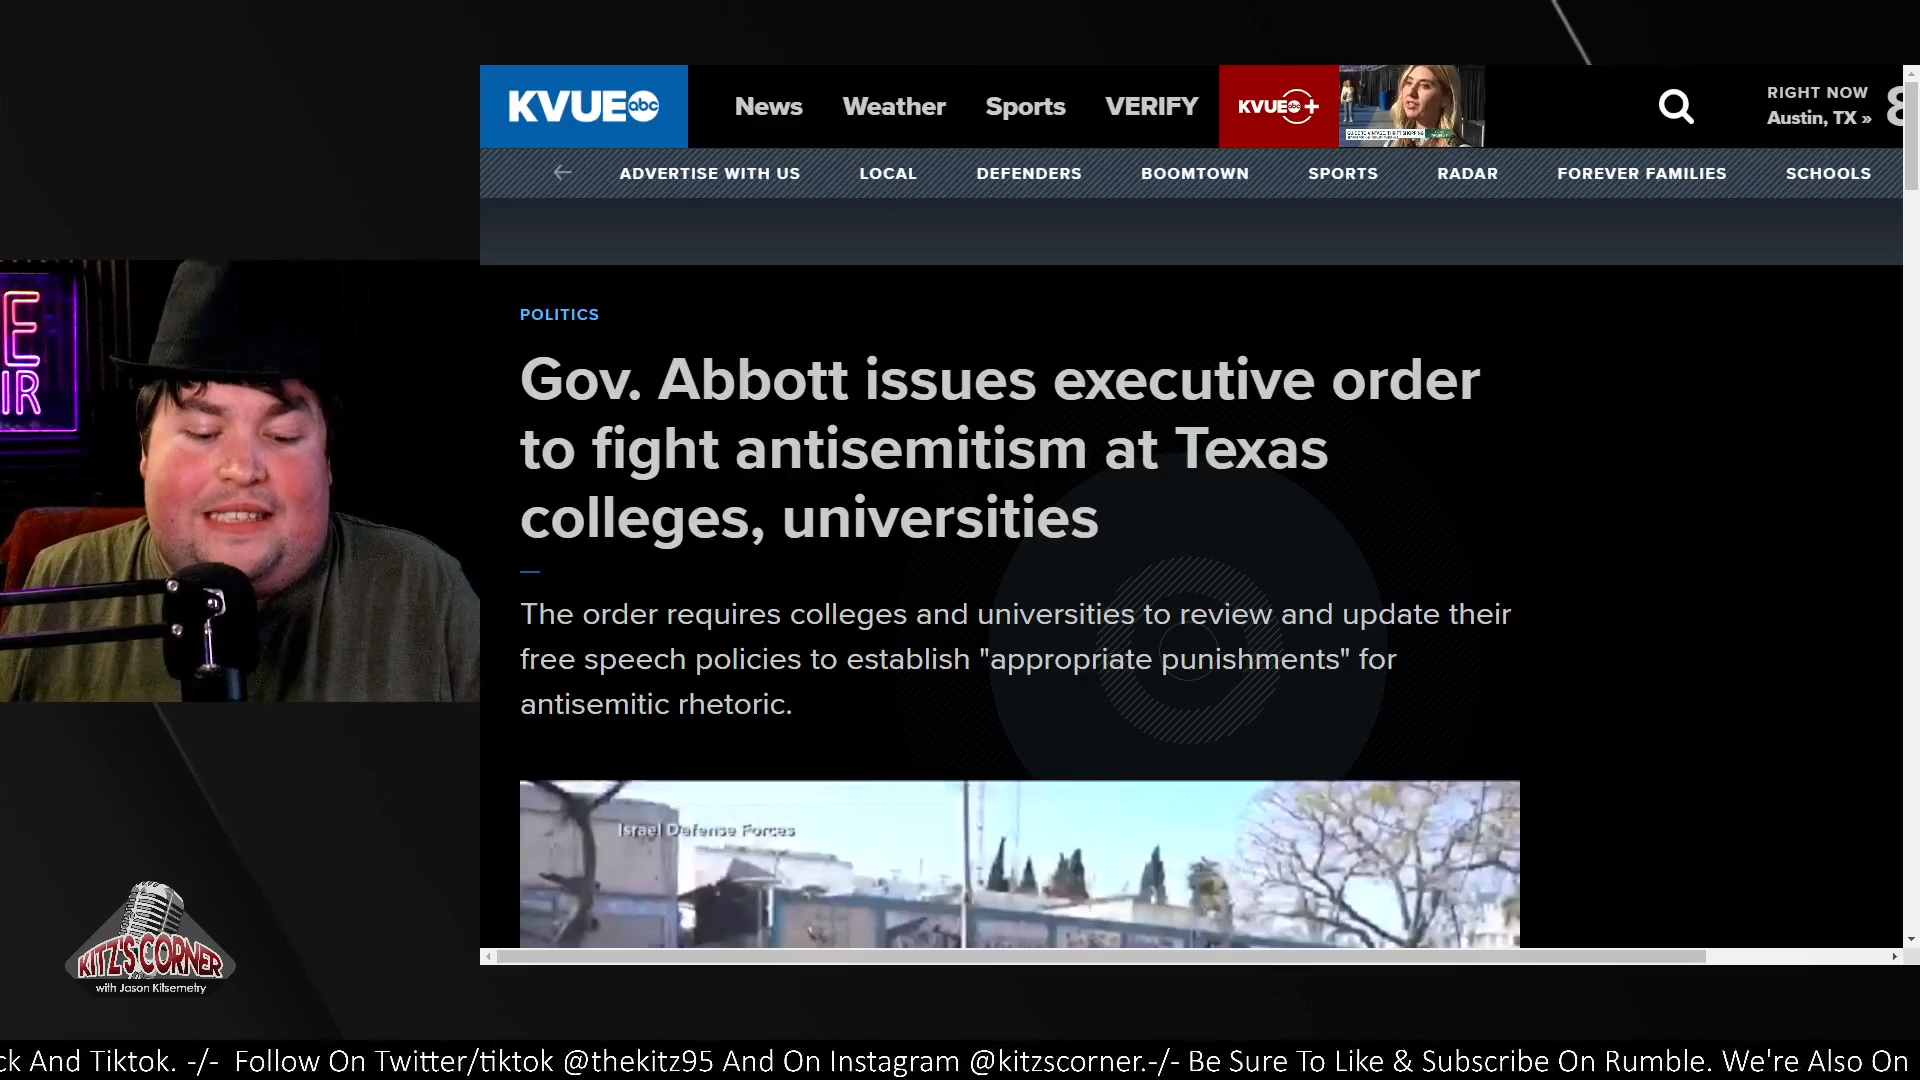 KVUE abc
News
Weather
Sports
VERIFY
KVUE abc +
RIGHT NOW
Austin, TX »
8
←
ADVERTISE WITH US
LOCAL
DEFENDERS
BOOMTOWN
SPORTS
RADAR
FOREVER FAMILIES
SCHOOLS
POLITICS
Gov. Abbott issues executive order
to fight antisemitism at Texas
colleges, universities
The order requires colleges and universities to review and update their
free speech policies to establish "appropriate punishments" for
antisemitic rhetoric.
Israel Defense Forces
E
IR
KITZ'S CORNER
with Jason Kitsemetry
ck And Tiktok. -/- Follow On Twitter/tiktok @thekitz95 And On Instagram @kitzscorner.-/- Be Sure To Like & Subscribe On Rumble. We're Also On